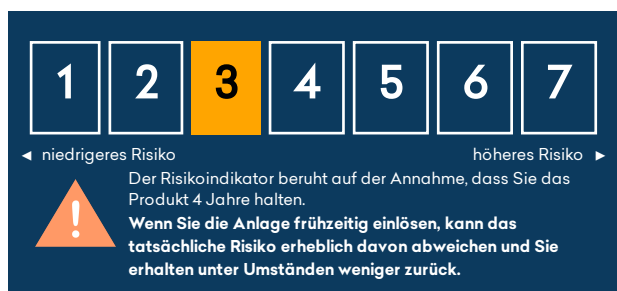 1 2 3 4 5 6 7
◄ niedrigeres Risiko höheres Risiko ►
Der Risikoindikator beruht auf der Annahme, dass Sie das
Produkt 4 Jahre halten.
Wenn Sie die Anlage frühzeitig einlösen, kann das
tatsächliche Risiko erheblich davon abweichen und Sie
erhalten unter Umständen weniger zurück.
!